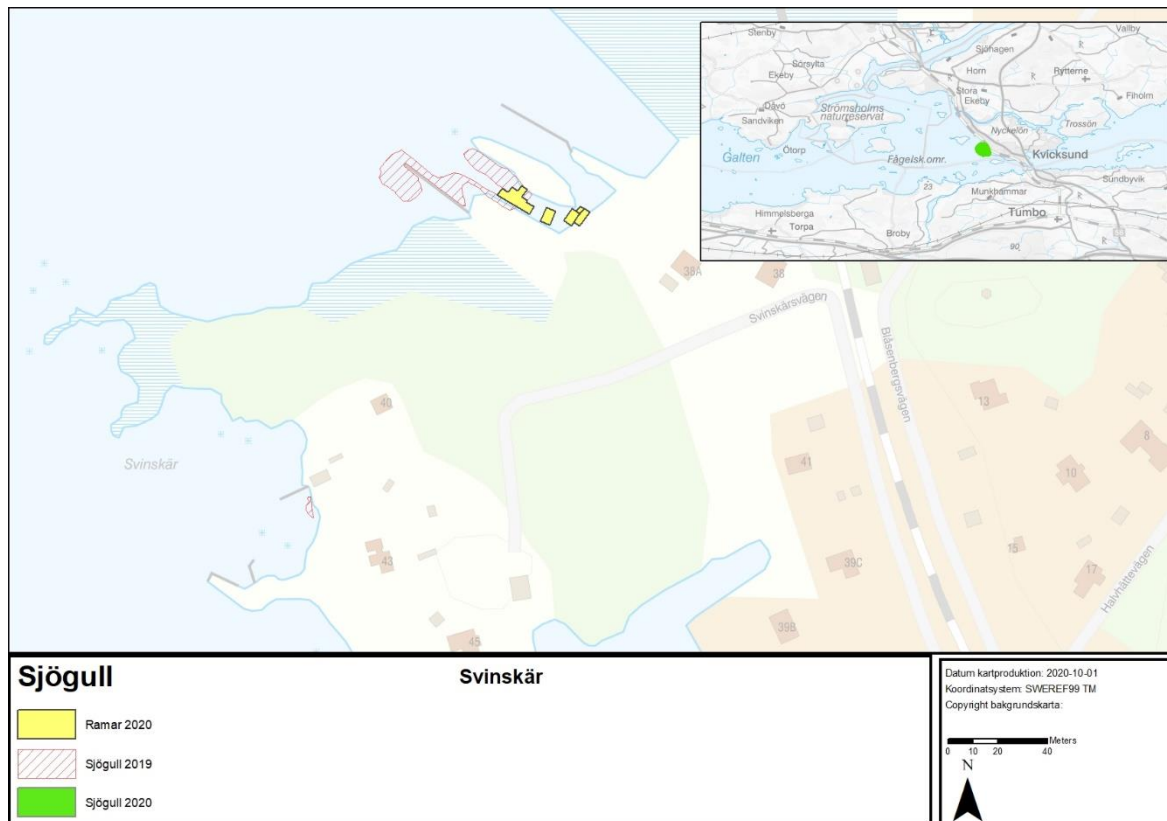 Stenby
Vallby
Sjöhagen
Sörsylta
Horn
R
Rytterne
Ekeby
Stora
Ekeby
Fiholm
Dävö
Strömsholms
naturreservat
Sandviken
Trossön
Nyckelön
Ötorp
Galten
Fågelsk.omr.
Kvicksund
Sundbyvik
23
Munkhammar
Himmelsberga
Torpa
Broby
Tumbo
90
R
38A
38
Svinskärsvägen
Blåsenbergsvägen
13
40
8
41
10
Svinskär
15
43
39C
17
Halvhättevägen
45
39B
Sjögull
Svinskär
Ramar 2020
Sjögull 2019
Sjögull 2020
Datum kartproduktion: 2020-10-01
Koordinatsystem: SWEREF99 TM
Copyright bakgrundskarta:
Meters
0 10 20 40
N